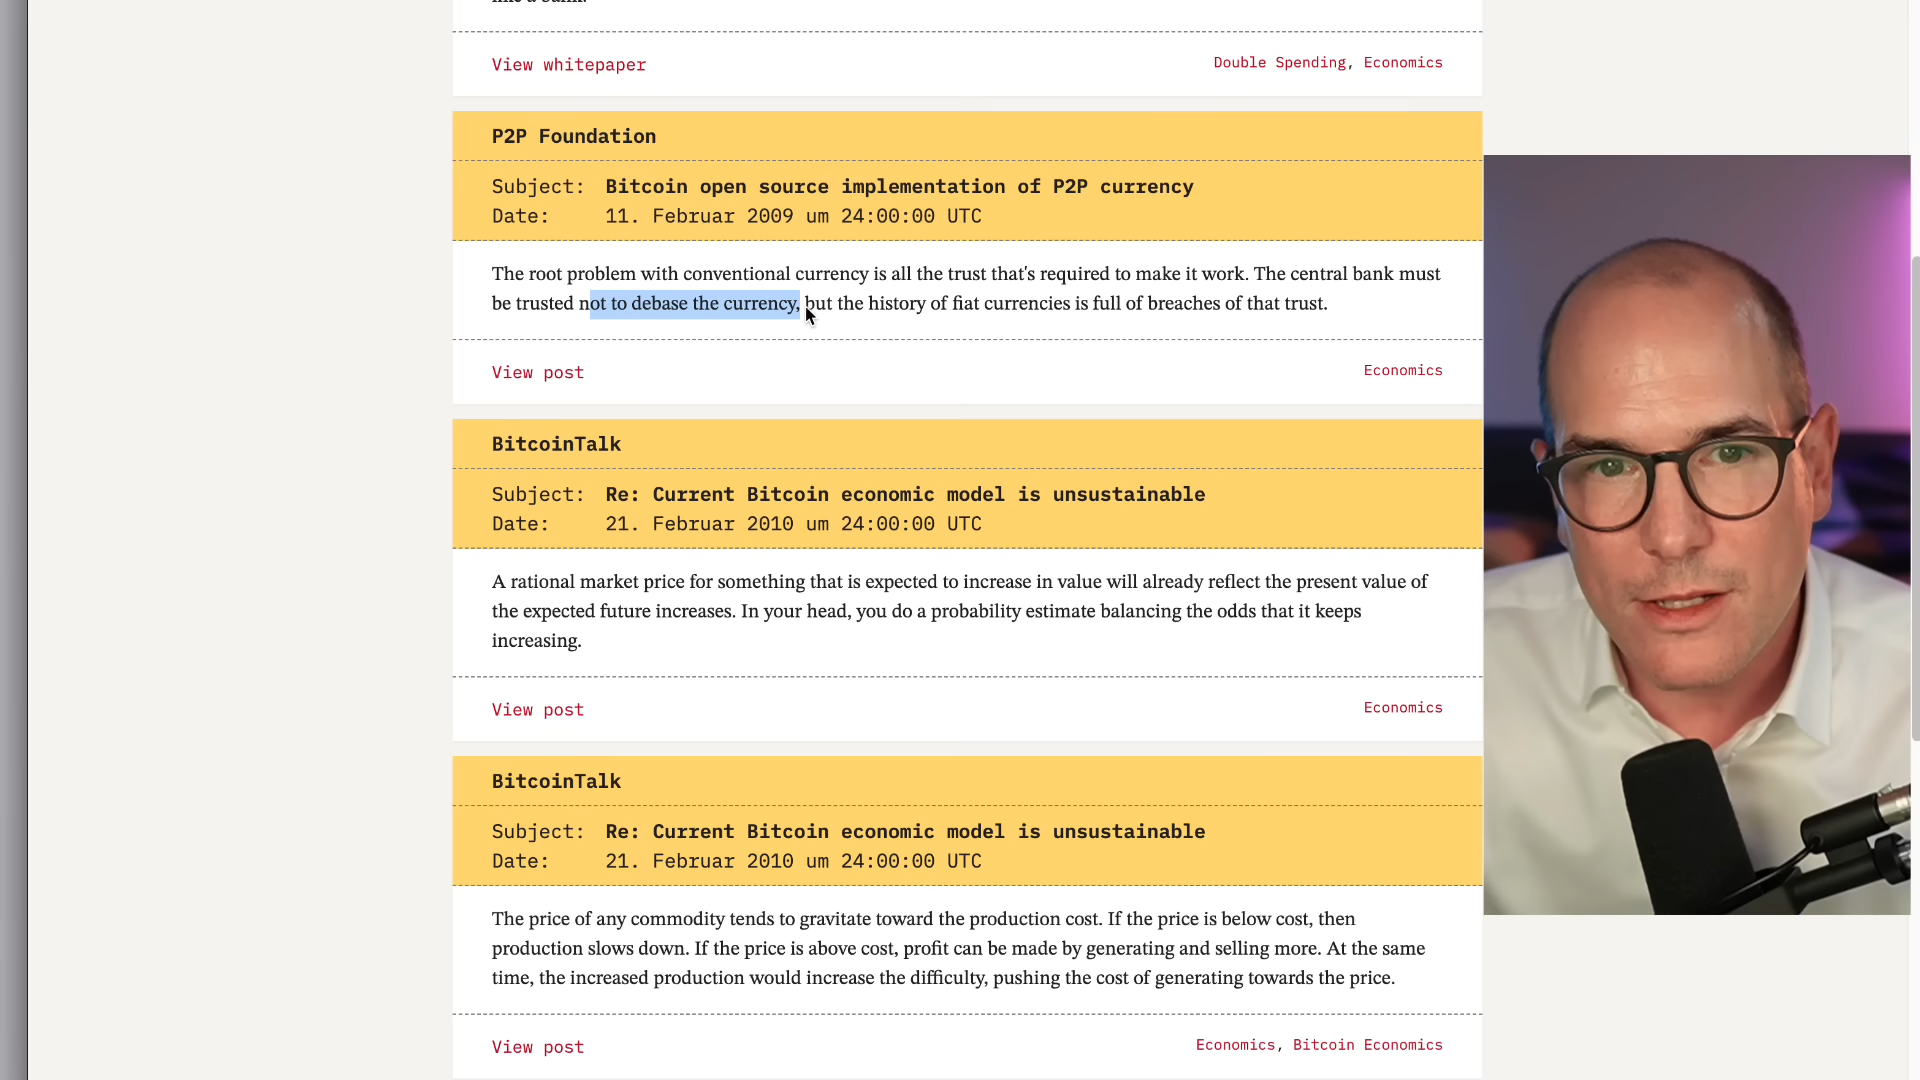 View whitepaper
Double Spending, Economics
P2P Foundation
Subject: Bitcoin open source implementation of P2P currency
Date: 11. Februar 2009 um 24:00:00 UTC
The root problem with conventional currency is all the trust that's required to make it work. The central bank must
be trusted not to debase the currency, but the history of fiat currencies is full of breaches of that trust.
View post
Economics
BitcoinTalk
Subject: Re: Current Bitcoin economic model is unsustainable
Date: 21. Februar 2010 um 24:00:00 UTC
A rational market price for something that is expected to increase in value will already reflect the present value of
the expected future increases. In your head, you do a probability estimate balancing the odds that it keeps
increasing.
View post
Economics
BitcoinTalk
Subject: Re: Current Bitcoin economic model is unsustainable
Date: 21. Februar 2010 um 24:00:00 UTC
The price of any commodity tends to gravitate toward the production cost. If the price is below cost, then
production slows down. If the price is above cost, profit can be made by generating and selling more. At the same
time, the increased production would increase the difficulty, pushing the cost of generating towards the price.
View post
Economics, Bitcoin Economics